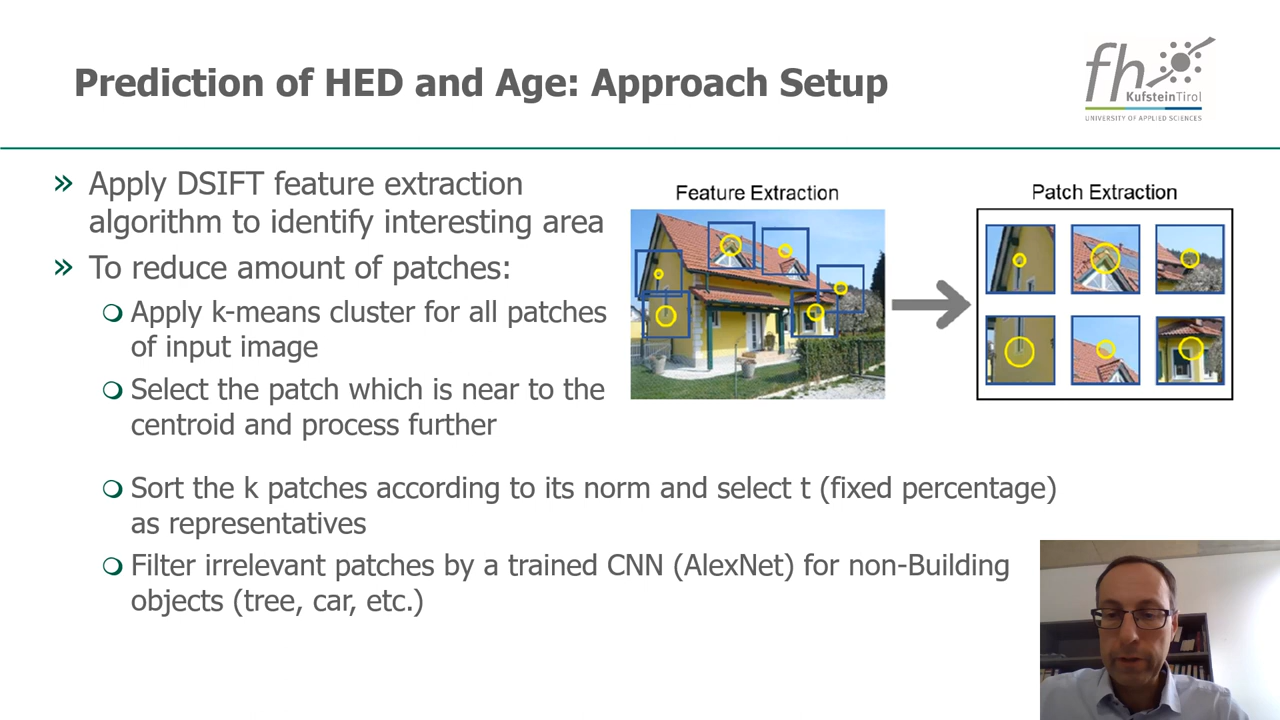 Prediction of HED and Age: Approach Setup
fh
KufsteinTirol
UNIVERSITY OF APPLIED SCIENCES
» Apply DSIFT feature extraction
algorithm to identify interesting area
» To reduce amount of patches:
Apply k-means cluster for all patches
of input image
Select the patch which is near to the
centroid and process further
Sort the k patches according to its norm and select t (fixed percentage)
as representatives
Filter irrelevant patches by a trained CNN (AlexNet) for non-Building
objects (tree, car, etc.)
Feature Extraction
Patch Extraction